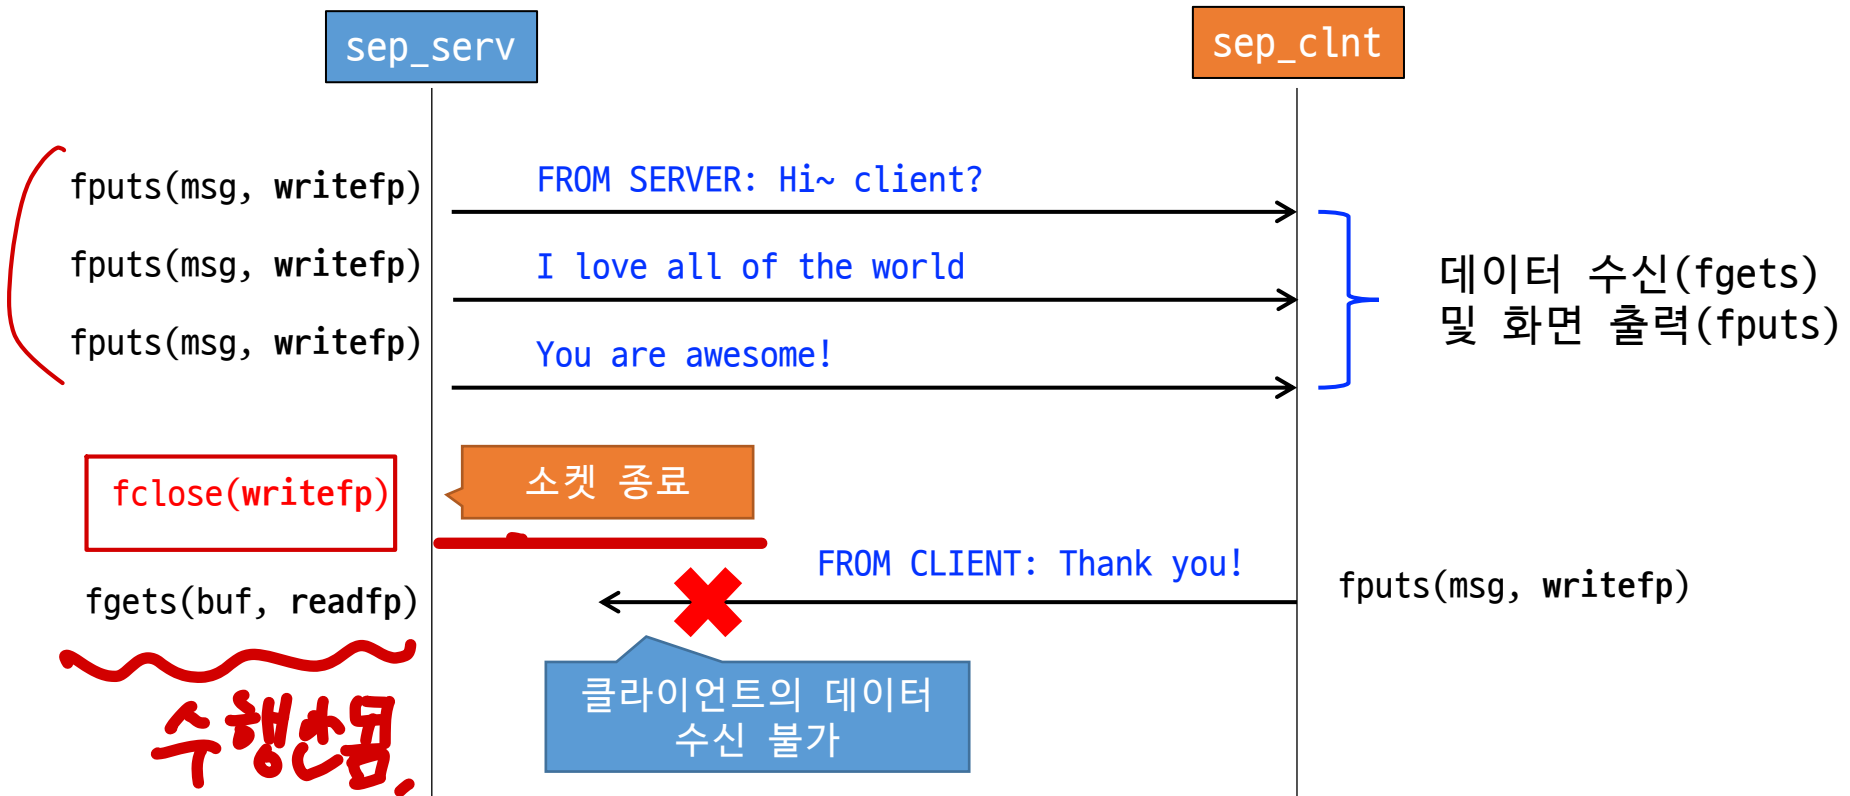 sep_serv
sep_clnt
fputs(msg, writefp)
FROM SERVER: Hi~ client?
fputs(msg, writefp)
I love all of the world
fputs(msg, writefp)
You are awesome!
데이터 수신(fgets)
및 화면 출력(fputs)
fclose(writefp)
소켓 종료
FROM CLIENT: Thank you!
fputs(msg, writefp)
fgets(buf, readfp)
클라이언트의 데이터
수신 불가
수행안됨.